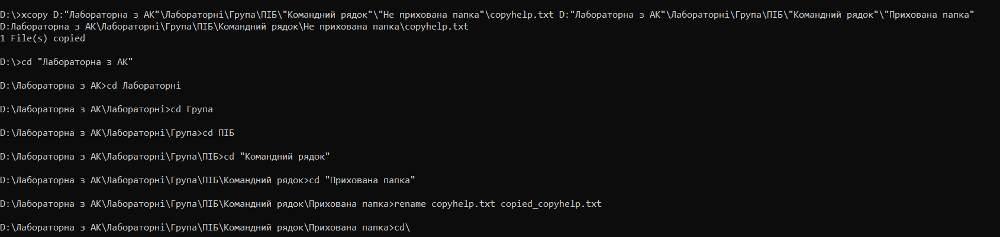 D:\>xcopy D:"Лабораторна з АК"\Лабораторні\Група\ПІБ\"Командний рядок"\"Не прихована папка"\copyhelp.txt D:"Лабораторна з АК"\Лабораторні\Група\ПІБ\"Командний рядок"\"Прихована папка"
D:Лабораторна з АК\Лабораторні\Група\ПІБ\Командний рядок\Не прихована папка\copyhelp.txt
1 File(s) copied
D:\>cd "Лабораторна з АК"
D:\Лабораторна з АК>cd Лабораторні
D:\Лабораторна з АК\Лабораторні>cd Група
D:\Лабораторна з АК\Лабораторні\Група>cd ПІБ
D:\Лабораторна з АК\Лабораторні\Група\ПІБ>cd "Командний рядок"
D:\Лабораторна з АК\Лабораторні\Група\ПІБ\Командний рядок>cd "Прихована папка"
D:\Лабораторна з АК\Лабораторні\Група\ПІБ\Командний рядок\Прихована папка>rename copyhelp.txt copied_copyhelp.txt
D:\Лабораторна з АК\Лабораторні\Група\ПІБ\Командний рядок\Прихована папка>cd\